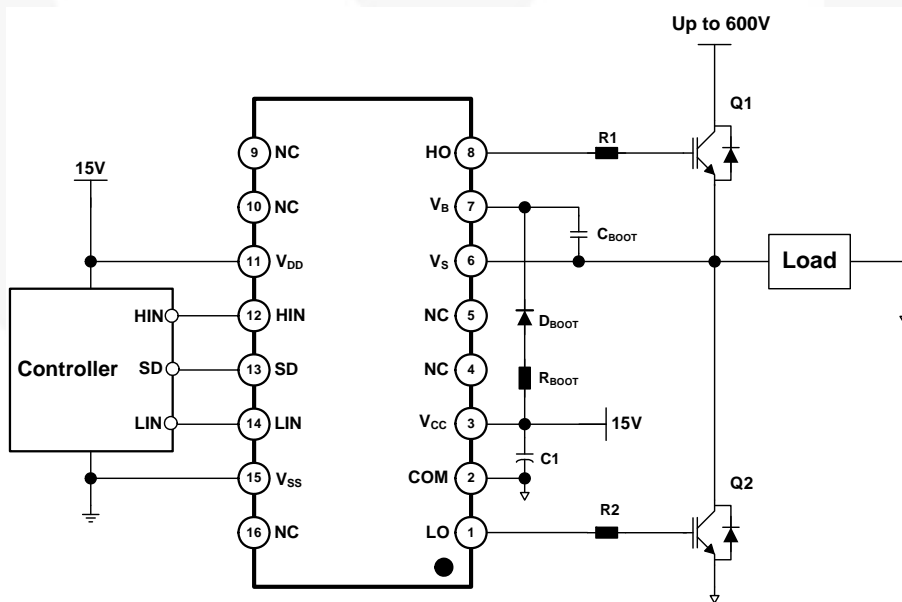 Up to 600V
Q1
R1
9 NC
HO 8
15V
10 NC
VB 7
CBOOT
11 VDD
VS 6
Load
HIN
12 HIN
NC 5
DBOOT
Controller
SD
13 SD
NC 4
RBOOT
LIN
14 LIN
VCC 3
15V
C1
15 VSS
COM 2
Q2
R2
16 NC
LO 1